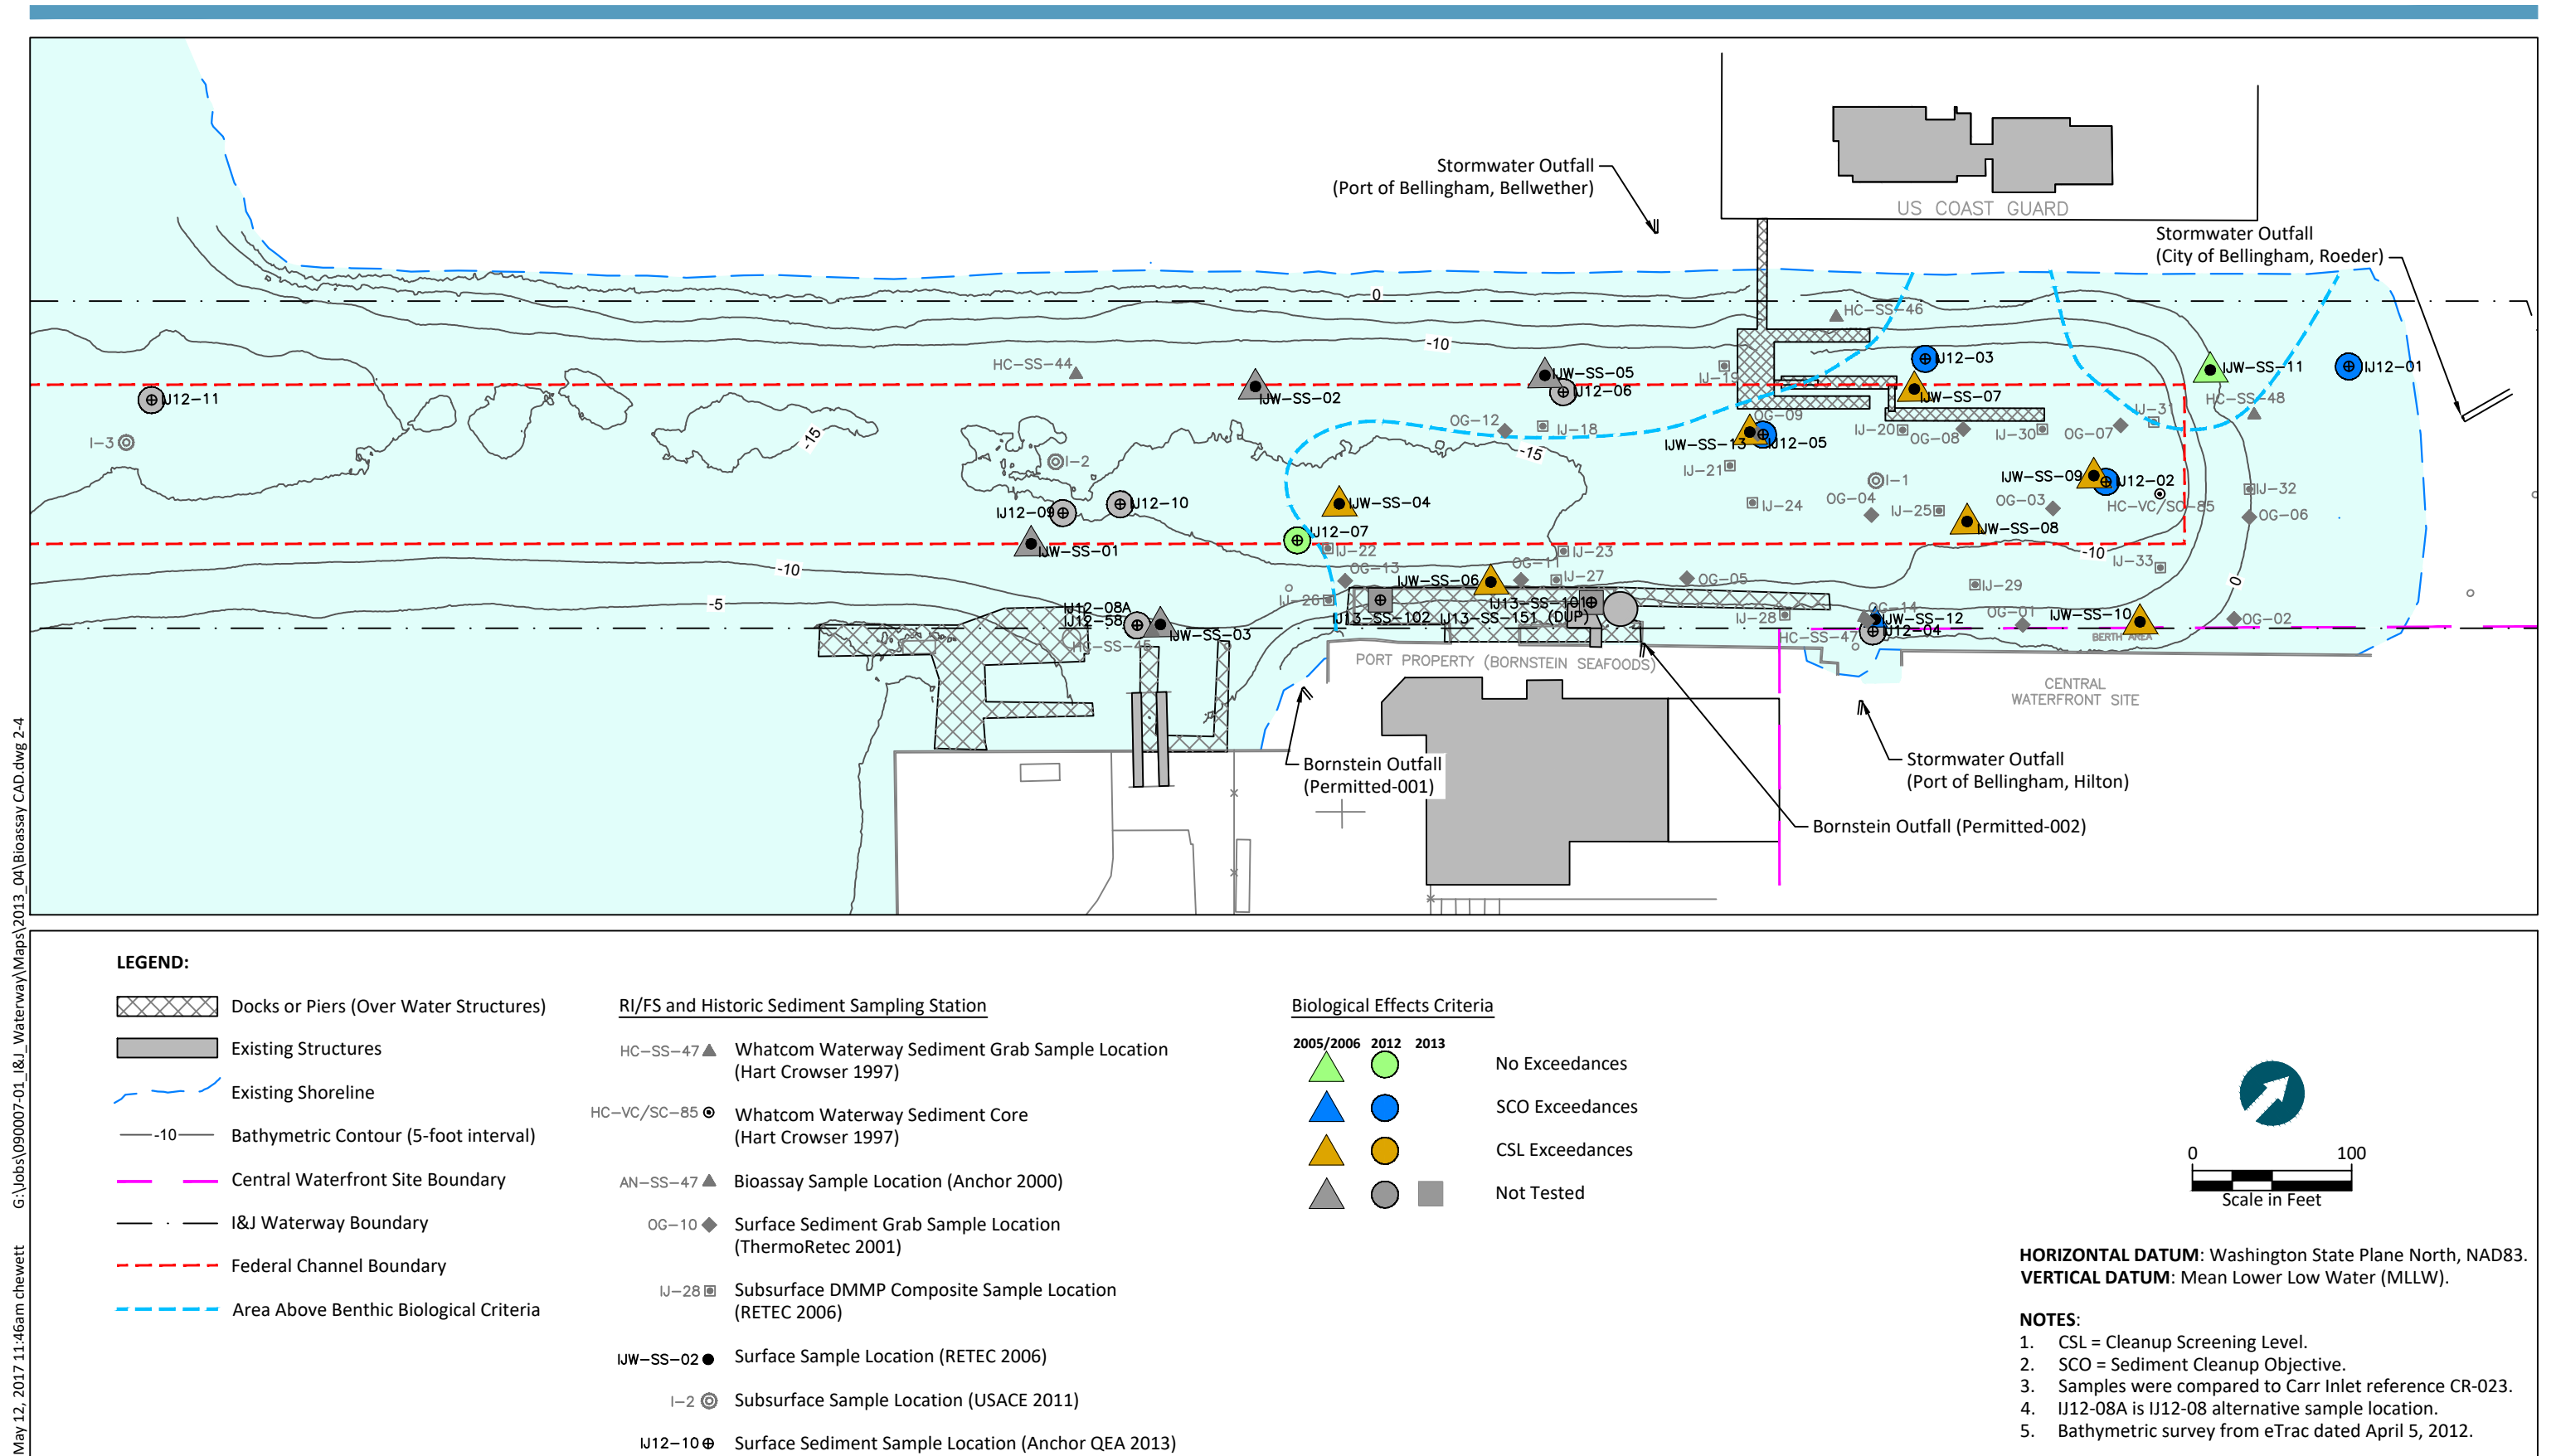 Stormwater Outfall
(Port of Bellingham, Bellwether)
US COAST GUARD
Stormwater Outfall
(City of Bellingham, Roeder)
0
HC-SS-46
-10
HC-SS-44
IJ-19
IJ12-03
IJW-SS-05
IJ12-06
IJW-SS-02
IJW-SS-07
IJW-SS-11
IJ12-01
HC-SS-48
IJ12-11
I-3
-15
OG-12
IJ-18
OG-09
IJW-SS-13
IJ12-05
IJ-20
OG-08
IJ-30
OG-07
IJ-31
I-2
-15
IJ-21
I-1
IJW-SS-09
IJ12-02
IJ12-10
IJ12-09
IJW-SS-04
IJ-24
OG-04
IJ-25
OG-03
HC-VC/SC-85
IJ-32
OG-06
IJW-SS-08
IJW-SS-01
IJ12-07
IJ-22
IJ-23
-10
IJ-33
-10
OG-13
IJW-SS-06
OG-11
IJ-27
OG-05
IJ-29
0
-5
IJ12-08A
IJ12-58
IJW-SS-03
HC-SS-45
IJ-26
IJ13-SS-101
IJ13-SS-102
IJ13-SS-151 (DUP)
IJ-28
OG-14
IJW-SS-12
IJ12-04
HC-SS-47
OG-01
IJW-SS-10
BERTH AREA
OG-02
PORT PROPERTY (BORNSTEIN SEAFOODS)
CENTRAL
WATERFRONT SITE
Bornstein Outfall
(Permitted-001)
Stormwater Outfall
(Port of Bellingham, Hilton)
Bornstein Outfall (Permitted-002)
May 12, 2017 11:46am chewett G:\Jobs\090007-01_I&J_Waterway\Maps\2013_04\Bioassay CAD.dwg 2-4
LEGEND:
Docks or Piers (Over Water Structures)
Existing Structures
Existing Shoreline
-10 Bathymetric Contour (5-foot interval)
Central Waterfront Site Boundary
I&J Waterway Boundary
Federal Channel Boundary
Area Above Benthic Biological Criteria
RI/FS and Historic Sediment Sampling Station
HC-SS-47 Whatcom Waterway Sediment Grab Sample Location
(Hart Crowser 1997)
HC-VC/SC-85 Whatcom Waterway Sediment Core
(Hart Crowser 1997)
AN-SS-47 Bioassay Sample Location (Anchor 2000)
OG-10 Surface Sediment Grab Sample Location
(ThermoRetec 2001)
IJ-28 Subsurface DMMP Composite Sample Location
(RETEC 2006)
IJW-SS-02 Surface Sample Location (RETEC 2006)
I-2 Subsurface Sample Location (USACE 2011)
IJ12-10 Surface Sediment Sample Location (Anchor QEA 2013)
Biological Effects Criteria
2005/2006 2012 2013
No Exceedances
SCO Exceedances
CSL Exceedances
Not Tested
0 100
Scale in Feet
HORIZONTAL DATUM: Washington State Plane North, NAD83.
VERTICAL DATUM: Mean Lower Low Water (MLLW).
NOTES:
1. CSL = Cleanup Screening Level.
2. SCO = Sediment Cleanup Objective.
3. Samples were compared to Carr Inlet reference CR-023.
4. IJ12-08A is IJ12-08 alternative sample location.
5. Bathymetric survey from eTrac dated April 5, 2012.